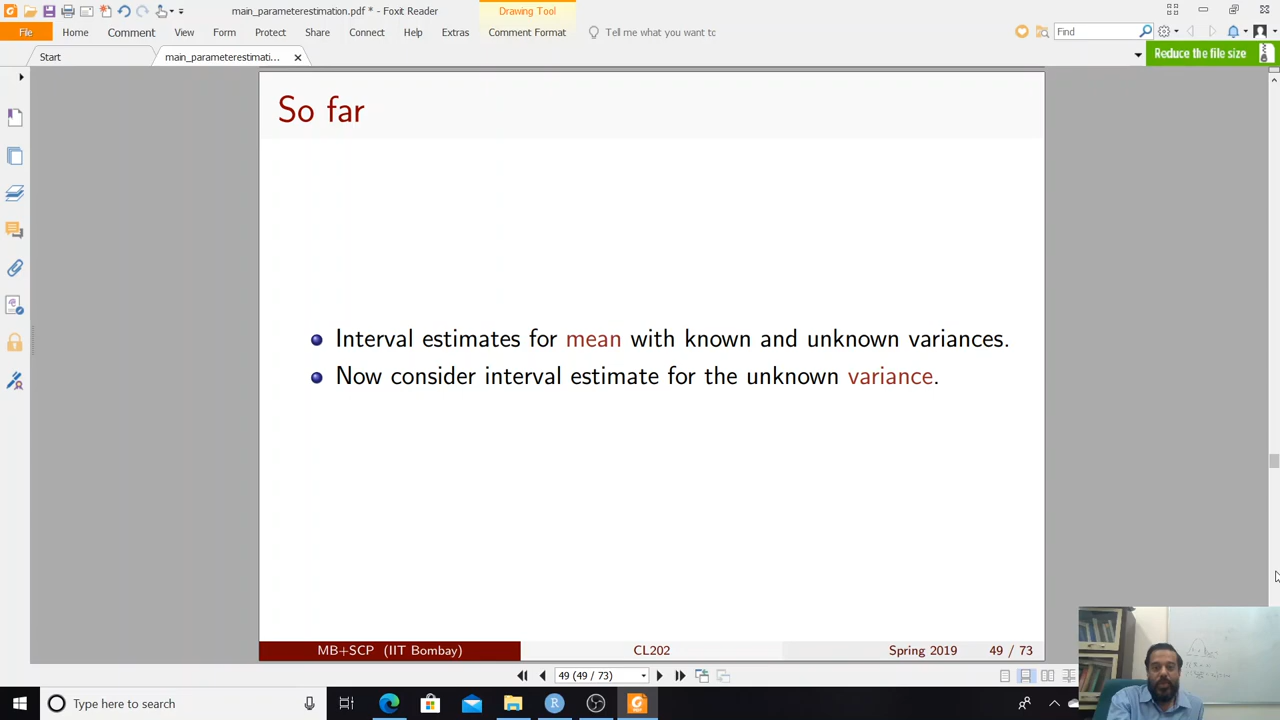 main_parameterestimation.pdf * - Foxit Reader
Drawing Tool
File
Home
Comment
View
Form
Protect
Share
Connect
Help
Extras
Comment Format
Tell me what you want to
Find
Start
main_parameterestimati...
Reduce the file size
So far
Interval estimates for mean with known and unknown variances.
Now consider interval estimate for the unknown variance.
MB+SCP (IIT Bombay)
CL202
Spring 2019
49 / 73
49 (49 / 73)
Type here to search